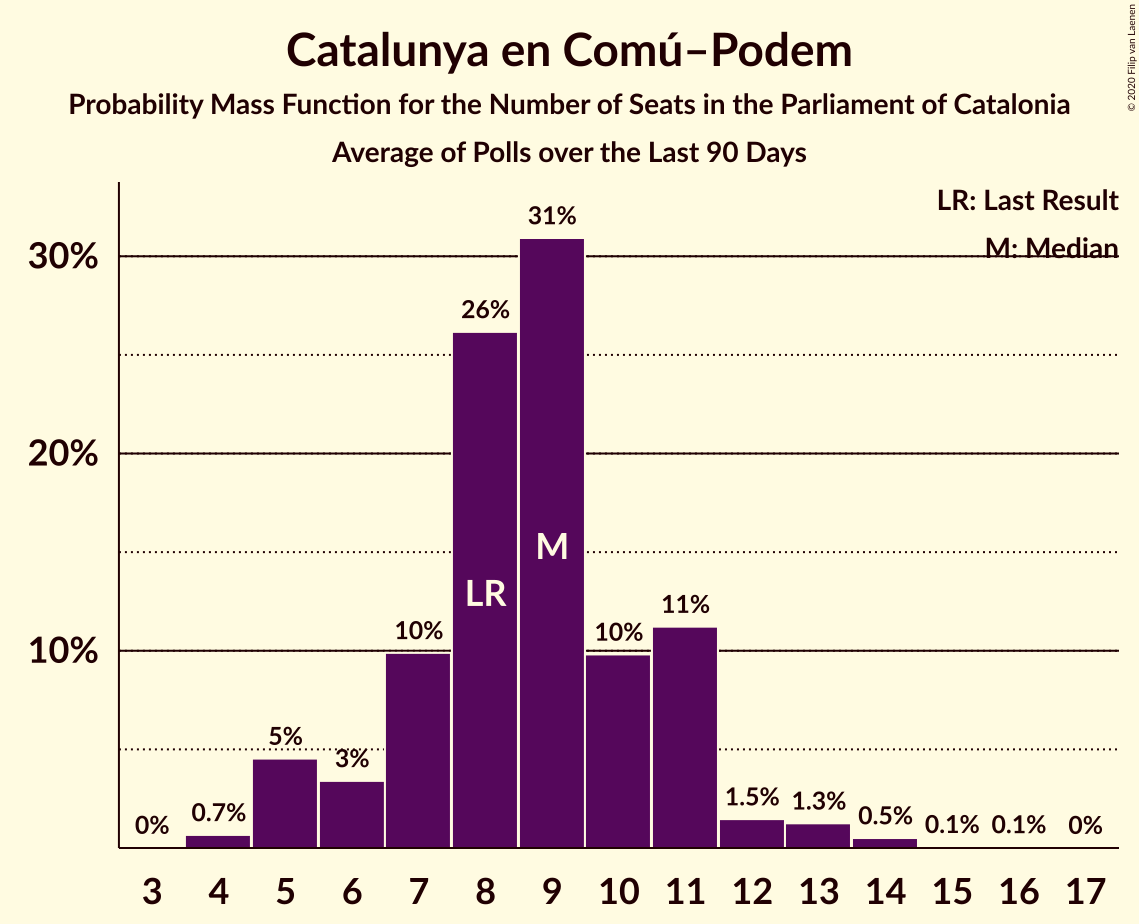 Catalunya en Comú–Podem
Probability Mass Function for the Number of Seats in the Parliament of Catalonia
Average of Polls over the Last 90 Days
© 2020 Filip van Laenen
LR: Last Result
M: Median
30%
20%
10%
0%
0.7%
5%
3%
10%
26%
31%
10%
11%
1.5%
1.3%
0.5%
0.1%
0.1%
0%
LR
M
3 4 5 6 7 8 9 10 11 12 13 14 15 16 17